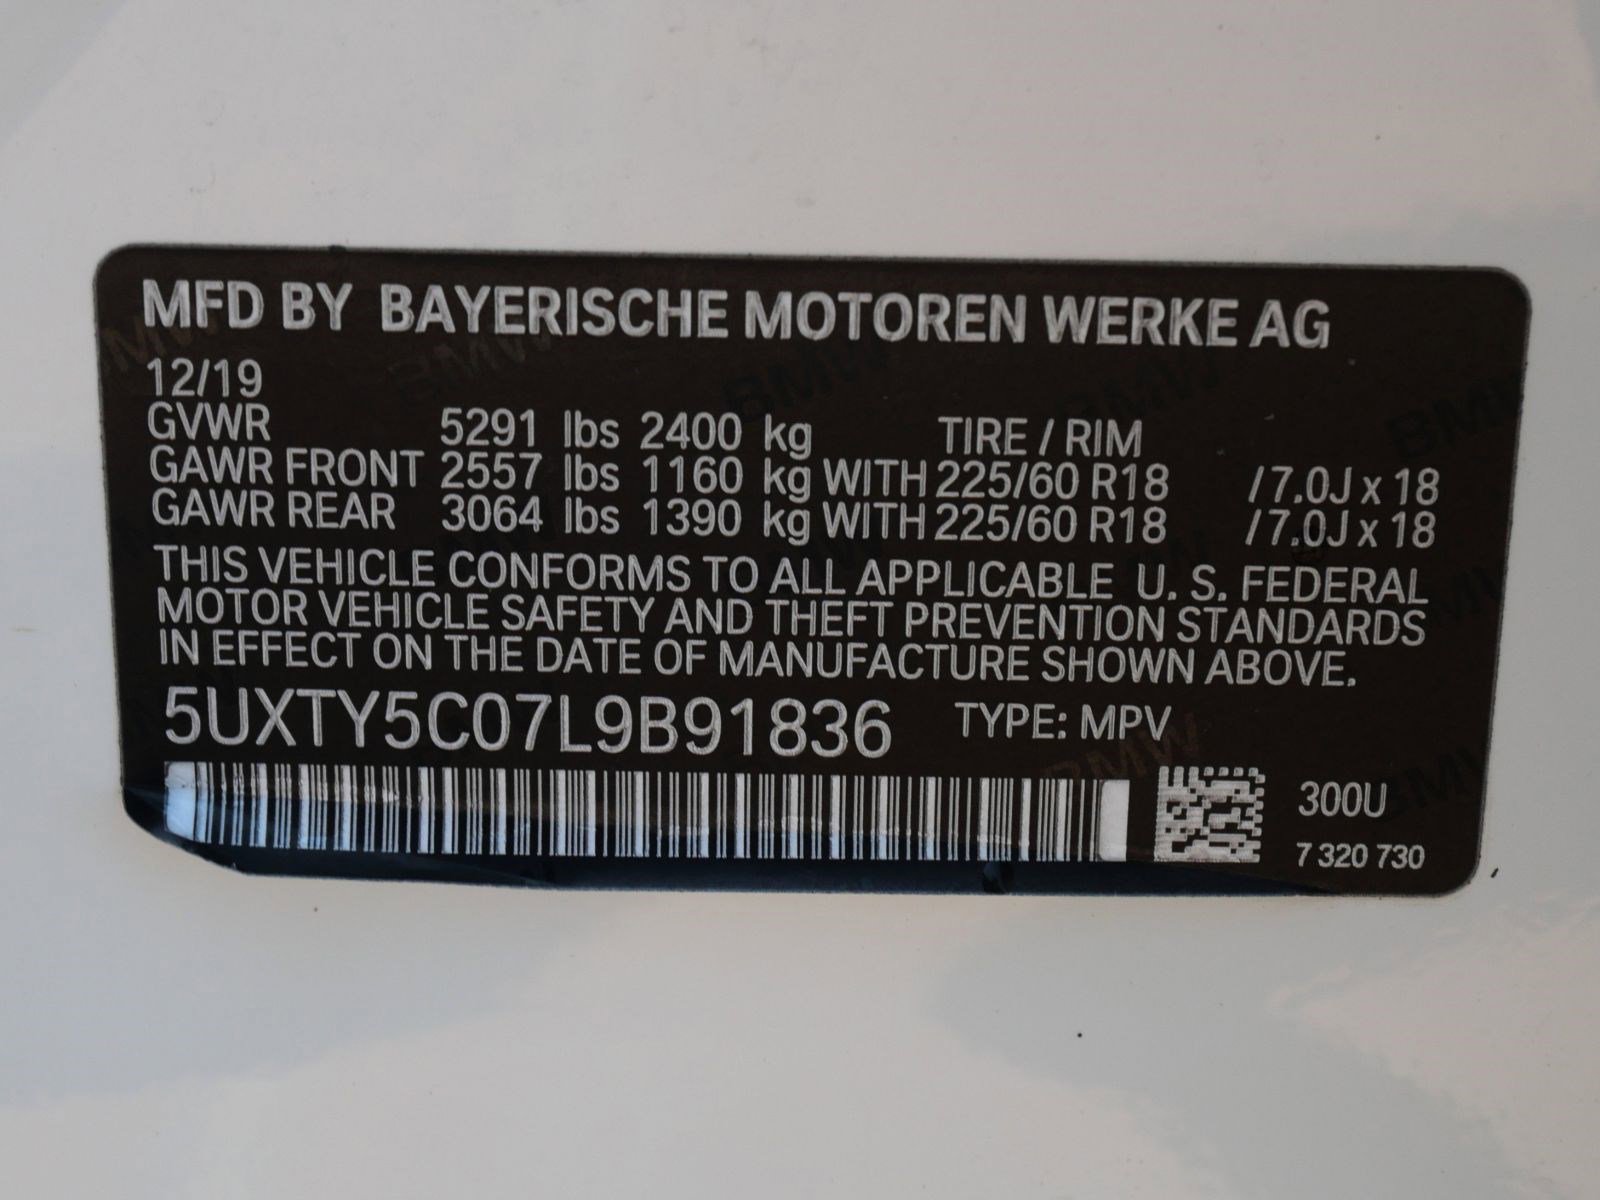 MFD BY BAYERISCHE MOTOREN WERKE AG
12/19
GVWR 5291 lbs 2400 kg TIRE / RIM
GAWR FRONT 2557 lbs 1160 kg WITH 225/60 R18 /7.0J x 18
GAWR REAR 3064 lbs 1390 kg WITH 225/60 R18 /7.0J x 18
THIS VEHICLE CONFORMS TO ALL APPLICABLE U. S. FEDERAL
MOTOR VEHICLE SAFETY AND THEFT PREVENTION STANDARDS
IN EFFECT ON THE DATE OF MANUFACTURE SHOWN ABOVE.
5UXTY5C07L9B91836 TYPE: MPV
300U
7 320 730